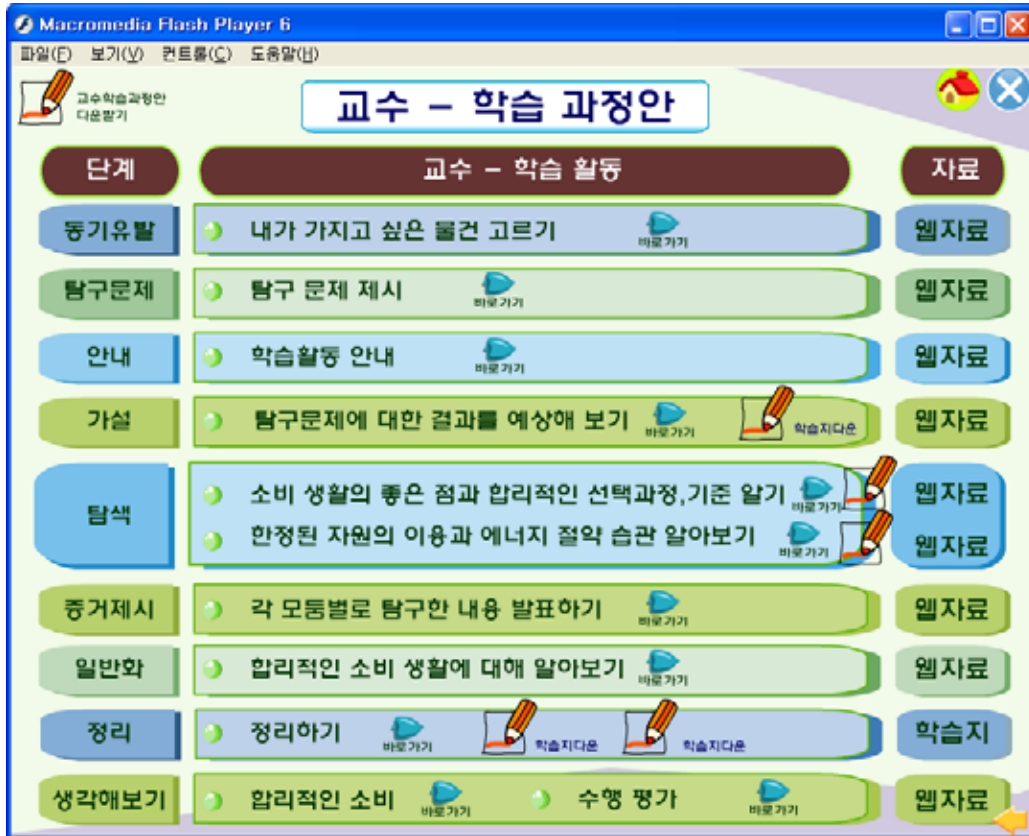 Macromedia Flash Player 6
파일(F) 보기(V) 컨트롤(C) 도움말(H)
교수학습과정안
다운받기
교수 - 학습 과정안
단계 교수 - 학습 활동 자료
동기유발 내가 가지고 싶은 물건 고르기 바로가기 웹자료
탐구문제 탐구 문제 제시 바로가기 웹자료
안내 학습활동 안내 바로가기 웹자료
가설 탐구문제에 대한 결과를 예상해 보기 바로가기 학습지다운 웹자료
탐색
소비 생활의 좋은 점과 합리적인 선택과정,기준 알기 바로가기 웹자료
한정된 자원의 이용과 에너지 절약 습관 알아보기 바로가기 웹자료
증거제시 각 모둠별로 탐구한 내용 발표하기 바로가기 웹자료
일반화 합리적인 소비 생활에 대해 알아보기 바로가기 웹자료
정리 정리하기 바로가기 학습지다운 학습지다운 학습지
생각해보기 합리적인 소비 바로가기 수행 평가 바로가기 웹자료